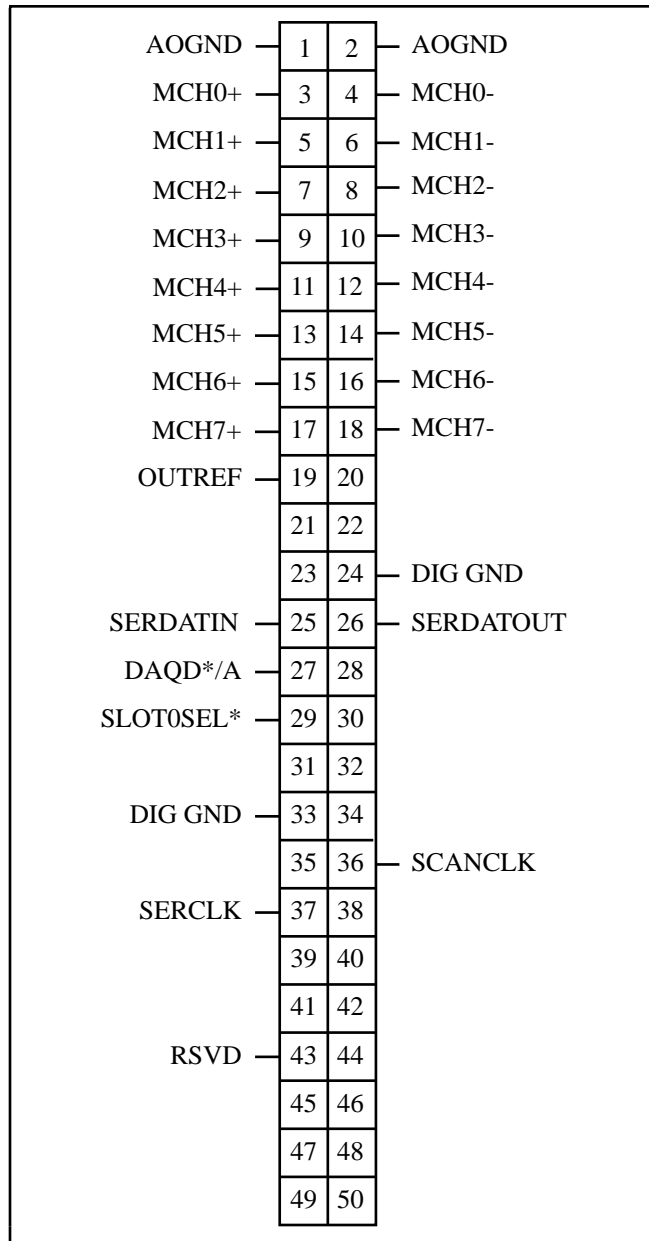 AOGND 1 2 AOGND
MCH0+ 3 4 MCH0-
MCH1+ 5 6 MCH1-
MCH2+ 7 8 MCH2-
MCH3+ 9 10 MCH3-
MCH4+ 11 12 MCH4-
MCH5+ 13 14 MCH5-
MCH6+ 15 16 MCH6-
MCH7+ 17 18 MCH7-
OUTREF 19 20
21 22
23 24 DIG GND
SERDATIN 25 26 SERDATOUT
DAQD*/A 27 28
SLOT0SEL* 29 30
31 32
DIG GND 33 34
35 36 SCANCLK
SERCLK 37 38
39 40
41 42
RSVD 43 44
45 46
47 48
49 50